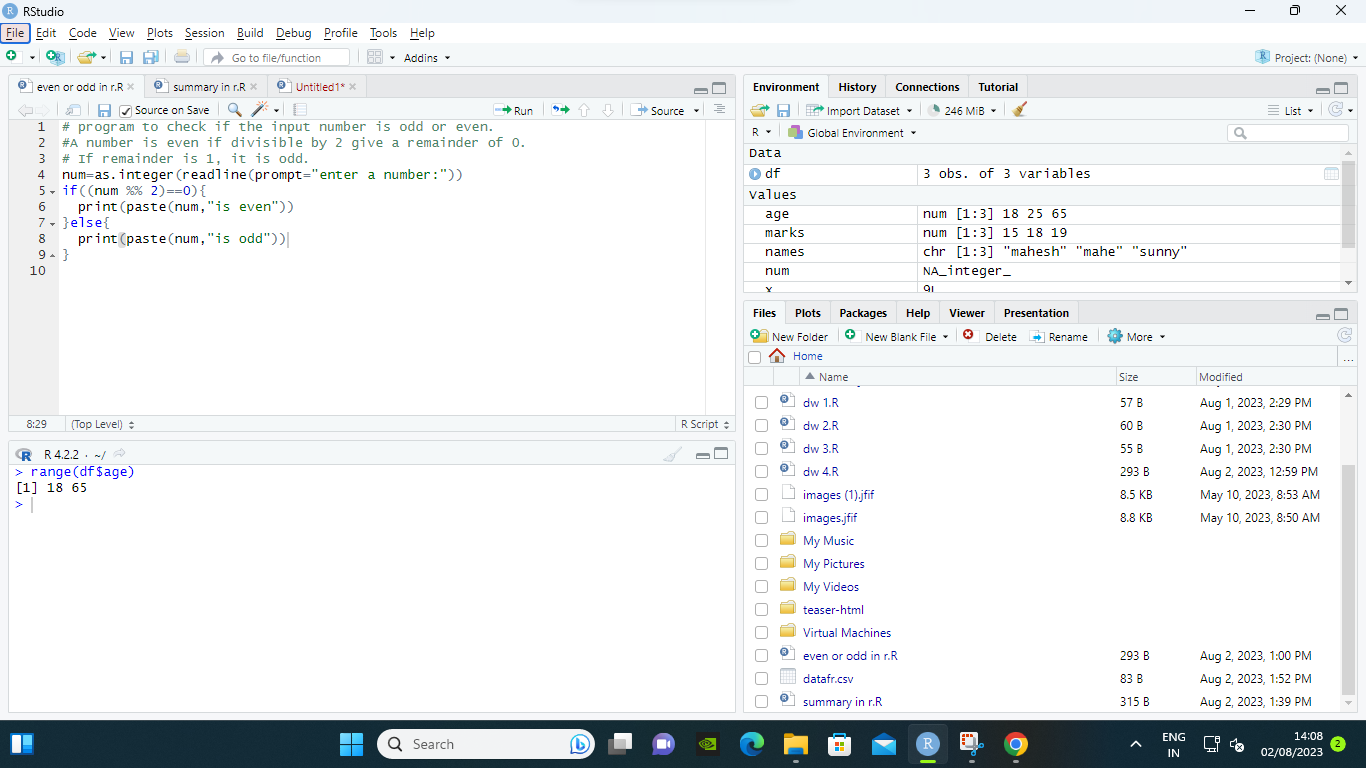 RStudio
File Edit Code View Plots Session Build Debug Profile Tools Help
Go to file/function Addins Project: (None)
even or odd in r.R summary in r.R Untitled1*
Source on Save Run Source
1 # program to check if the input number is odd or even.
2 #A number is even if divisible by 2 give a remainder of 0.
3 # If remainder is 1, it is odd.
4 num=as.integer(readline(prompt="enter a number:"))
5 if((num %% 2)==0){
6 print(paste(num,"is even"))
7 }else{
8 print(paste(num,"is odd"))
9 }
10
8:29 (Top Level) R Script
R 4.2.2 · ~/
> range(df$age)
[1] 18 65
>
Environment History Connections Tutorial
Import Dataset 246 MiB List
R Global Environment
Data
df 3 obs. of 3 variables
Values
age num [1:3] 18 25 65
marks num [1:3] 15 18 19
names chr [1:3] "mahesh" "mahe" "sunny"
num NA_integer_
x 9L
Files Plots Packages Help Viewer Presentation
New Folder New Blank File Delete Rename More
Home ...
Name Size Modified
dw 1.R 57 B Aug 1, 2023, 2:29 PM
dw 2.R 60 B Aug 1, 2023, 2:30 PM
dw 3.R 55 B Aug 1, 2023, 2:30 PM
dw 4.R 293 B Aug 2, 2023, 12:59 PM
images (1).jfif 8.5 KB May 10, 2023, 8:53 AM
images.jfif 8.8 KB May 10, 2023, 8:50 AM
My Music
My Pictures
My Videos
teaser-html
Virtual Machines
even or odd in r.R 293 B Aug 2, 2023, 1:00 PM
datafr.csv 83 B Aug 2, 2023, 1:52 PM
summary in r.R 315 B Aug 2, 2023, 1:39 PM
Search
ENG
IN
14:08
02/08/2023
2